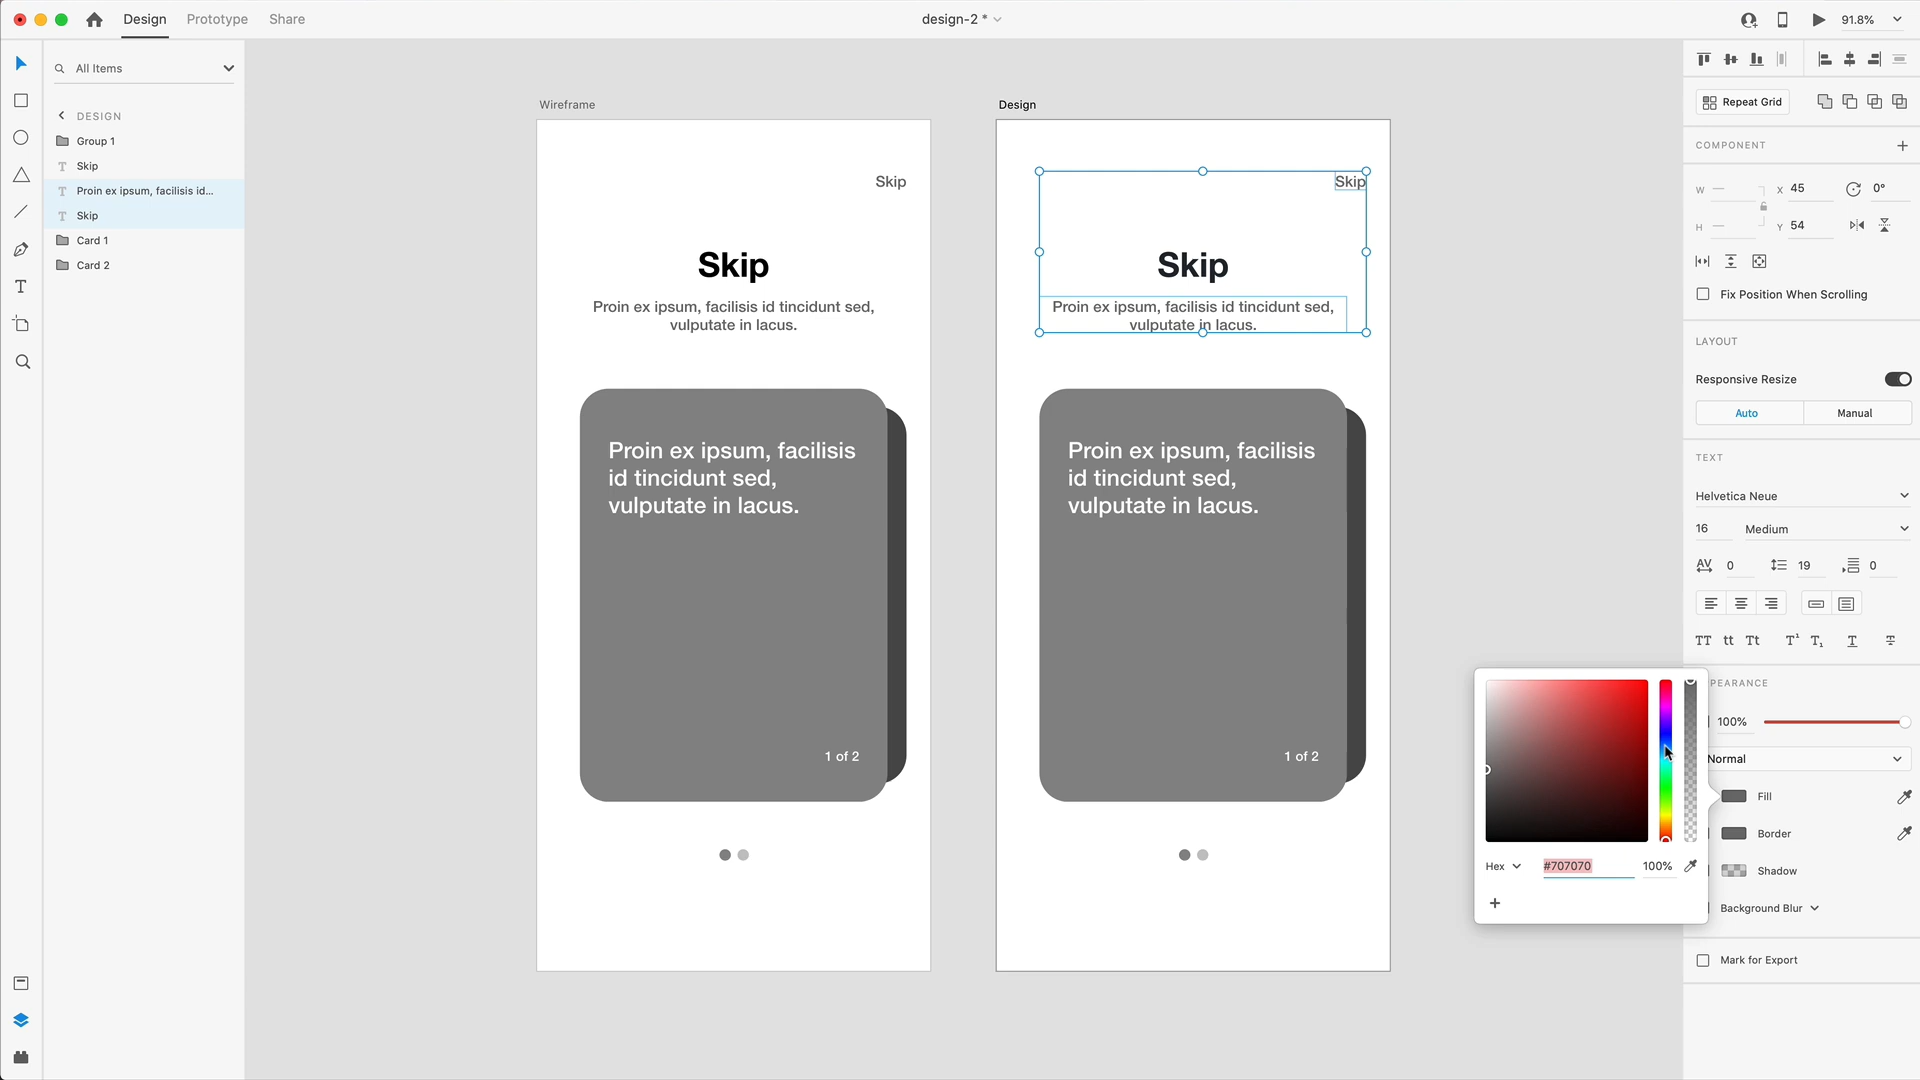 Design
Prototype
Share
design-2 *
91.8%
All Items
DESIGN
Group 1
Skip
Proin ex ipsum, facilisis id...
Skip
Card 1
Card 2
Wireframe
Skip
Skip
Proin ex ipsum, facilisis id tincidunt sed,
vulputate in lacus.
Proin ex ipsum, facilisis
id tincidunt sed,
vulputate in lacus.
1 of 2
Design
Skip
Skip
Proin ex ipsum, facilisis id tincidunt sed,
vulputate in lacus.
Proin ex ipsum, facilisis
id tincidunt sed,
vulputate in lacus.
1 of 2
Repeat Grid
COMPONENT
W — X 45 0°
H — Y 54
Fix Position When Scrolling
LAYOUT
Responsive Resize
Auto Manual
TEXT
Helvetica Neue
16 Medium
AV 0 19 0
TT tt Tt T¹ T₁ T T
PEARANCE
100%
Normal
Fill
Border
Shadow
Background Blur
Mark for Export
Hex #707070 100%